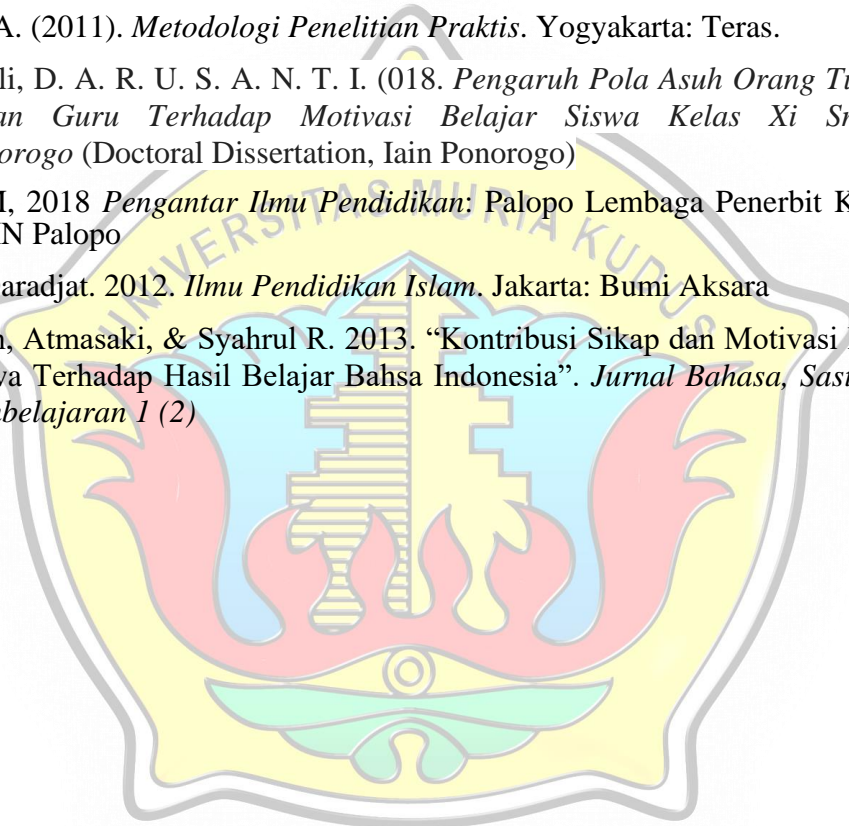 A. (2011). Metodologi Penelitian Praktis. Yogyakarta: Teras.
li, D. A. R. U. S. A. N. T. I. (018. Pengaruh Pola Asuh Orang Tu
an Guru Terhadap Motivasi Belajar Siswa Kelas Xi Sm
orogo (Doctoral Dissertation, Iain Ponorogo)
, 2018 Pengantar Ilmu Pendidikan: Palopo Lembaga Penerbit K
N Palopo
aradjat. 2012. Ilmu Pendidikan Islam. Jakarta: Bumi Aksara
, Atmasaki, & Syahrul R. 2013. “Kontribusi Sikap dan Motivasi
va Terhadap Hasil Belajar Bahsa Indonesia”. Jurnal Bahasa, Sast
belajaran 1 (2)
UNIVERSITAS MURIA KUDUS